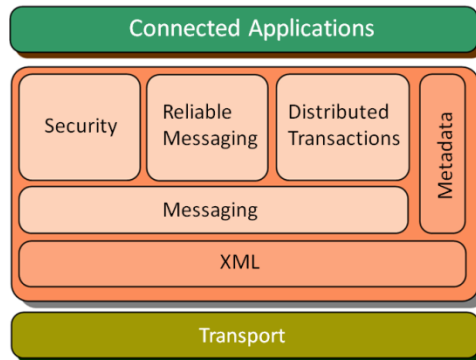 Connected Applications
Security
Reliable
Messaging
Distributed
Transactions
Metadata
Messaging
XML
Transport